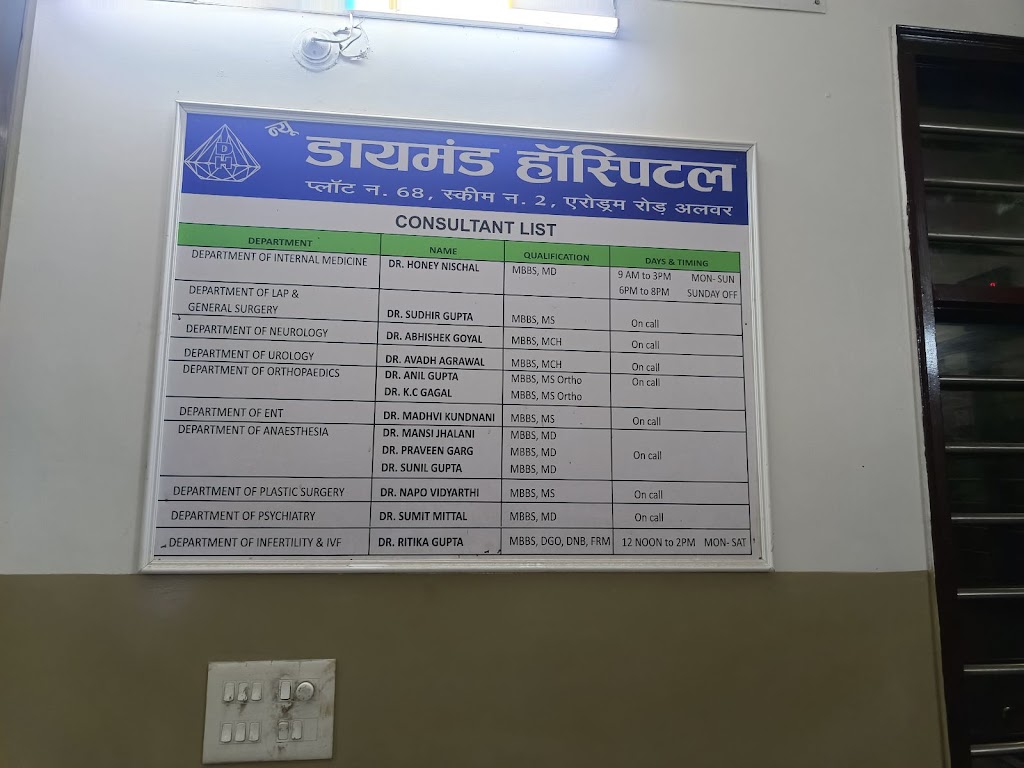 न्यू डायमंड हॉस्पिटल
प्लॉट न. 68, स्कीम न. 2, एरोड्रम रोड़ अलवर
CONSULTANT LIST
DEPARTMENT NAME QUALIFICATION DAYS & TIMING
DEPARTMENT OF INTERNAL MEDICINE DR. HONEY NISCHAL MBBS, MD 9 AM to 3PM MON- SUN
6PM to 8PM SUNDAY OFF
DEPARTMENT OF LAP &
GENERAL SURGERY DR. SUDHIR GUPTA MBBS, MS On call
DEPARTMENT OF NEUROLOGY DR. ABHISHEK GOYAL MBBS, MCH On call
DEPARTMENT OF UROLOGY DR. AVADH AGRAWAL MBBS, MCH On call
DEPARTMENT OF ORTHOPAEDICS DR. ANIL GUPTA MBBS, MS Ortho On call
DR. K.C GAGAL MBBS, MS Ortho
DEPARTMENT OF ENT DR. MADHVI KUNDNANI MBBS, MS On call
DEPARTMENT OF ANAESTHESIA DR. MANSI JHALANI MBBS, MD
DR. PRAVEEN GARG MBBS, MD On call
DR. SUNIL GUPTA MBBS, MD
DEPARTMENT OF PLASTIC SURGERY DR. NAPO VIDYARTHI MBBS, MS On call
DEPARTMENT OF PSYCHIATRY DR. SUMIT MITTAL MBBS, MD On call
DEPARTMENT OF INFERTILITY & IVF DR. RITIKA GUPTA MBBS, DGO, DNB, FRM 12 NOON to 2PM MON- SAT